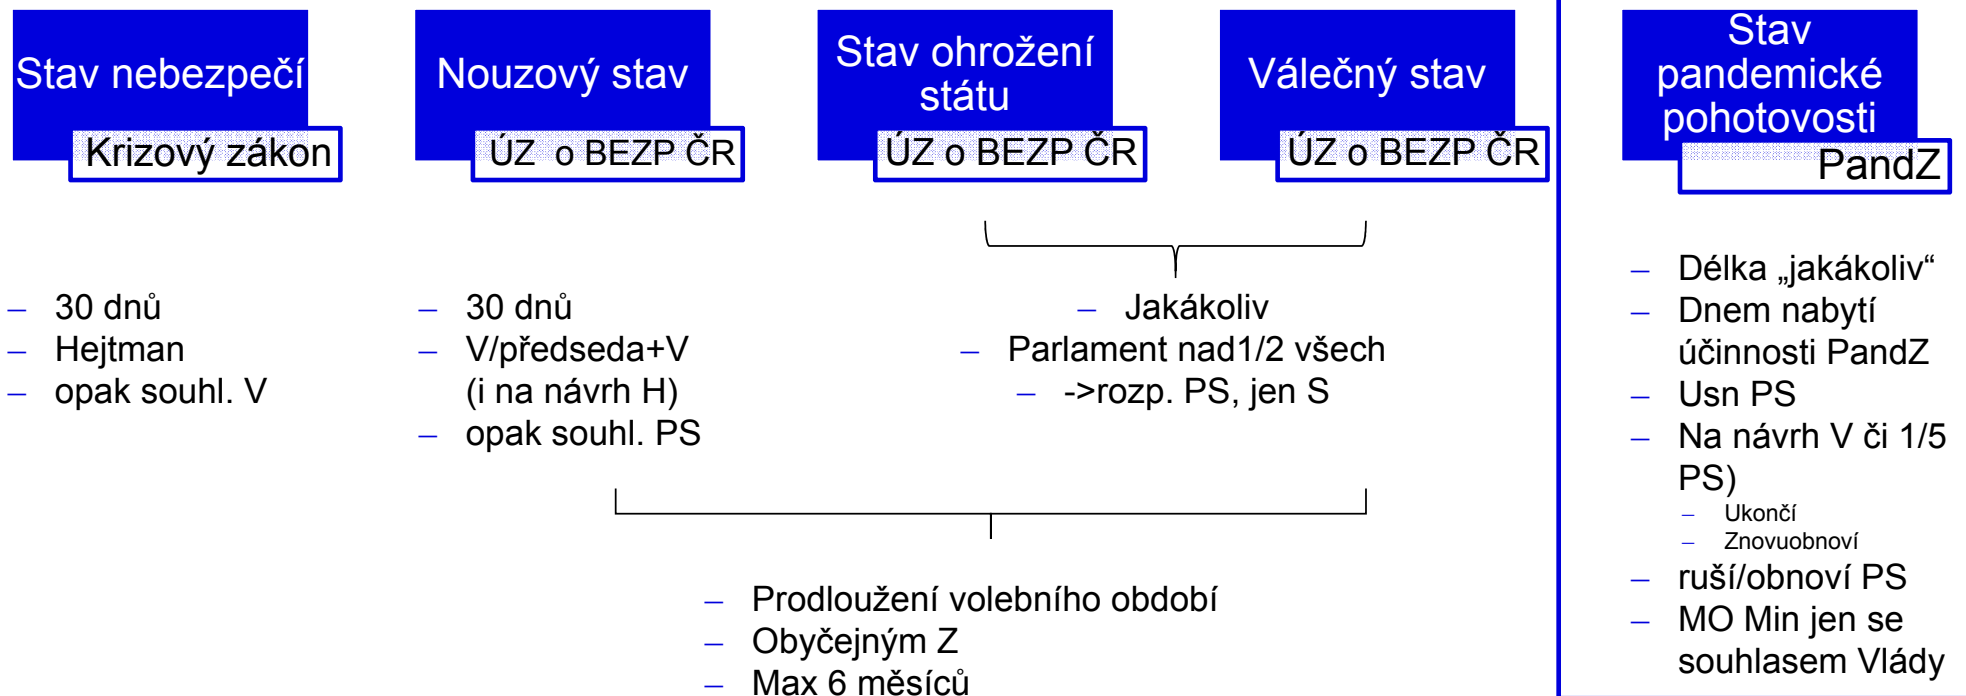 Stav nebezpečí
Krizový zákon
– 30 dnů
– Hejtman
– opak souhl. V
Nouzový stav
ÚZ o BEZP ČR
– 30 dnů
– V/předseda+V
(i na návrh H)
– opak souhl. PS
Stav ohrožení
státu
ÚZ o BEZP ČR
Válečný stav
ÚZ o BEZP ČR
– Jakákoliv
– Parlament nad1/2 všech
– ->rozp. PS, jen S
– Prodloužení volebního období
– Obyčejným Z
– Max 6 měsíců
Stav
pandemické
pohotovosti
PandZ
– Délka „jakákoliv“
– Dnem nabytí
účinnosti PandZ
– Usn PS
– Na návrh V či 1/5
PS)
– Ukončí
– Znovuobnoví
– ruší/obnoví PS
– MO Min jen se
souhlasem Vlády